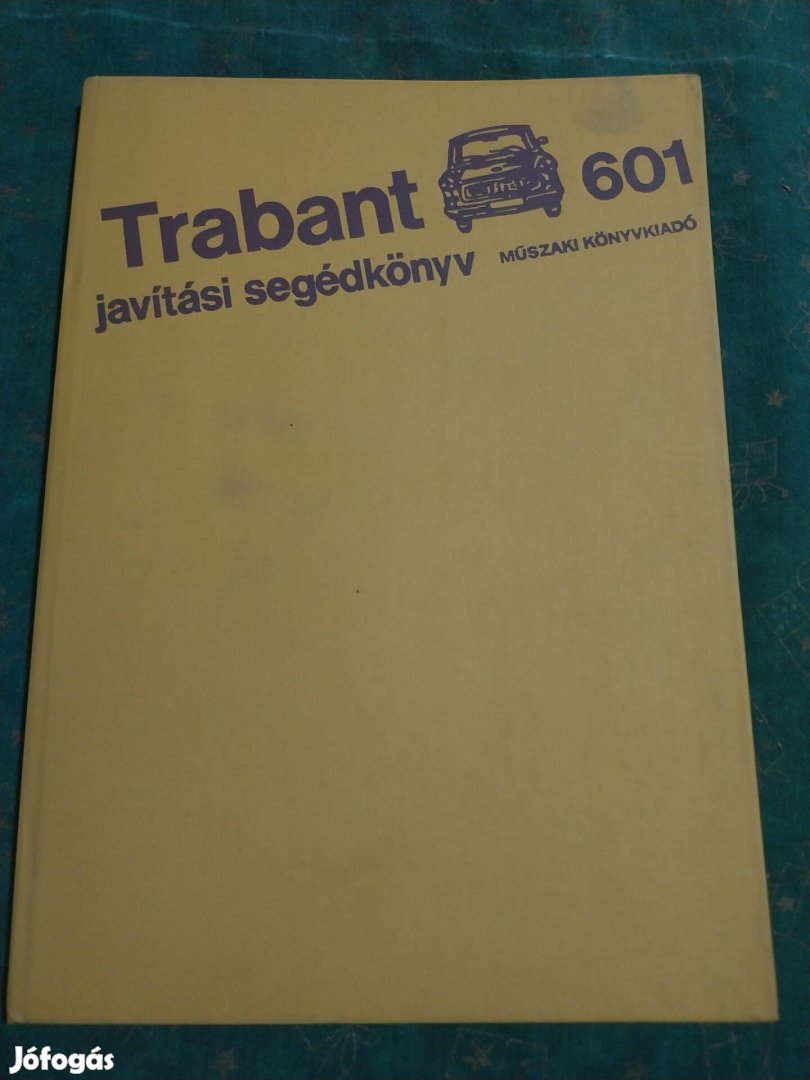 Trabant 601
javítási segédkönyv MŰSZAKI KÖNYVKIADÓ
Jófogás